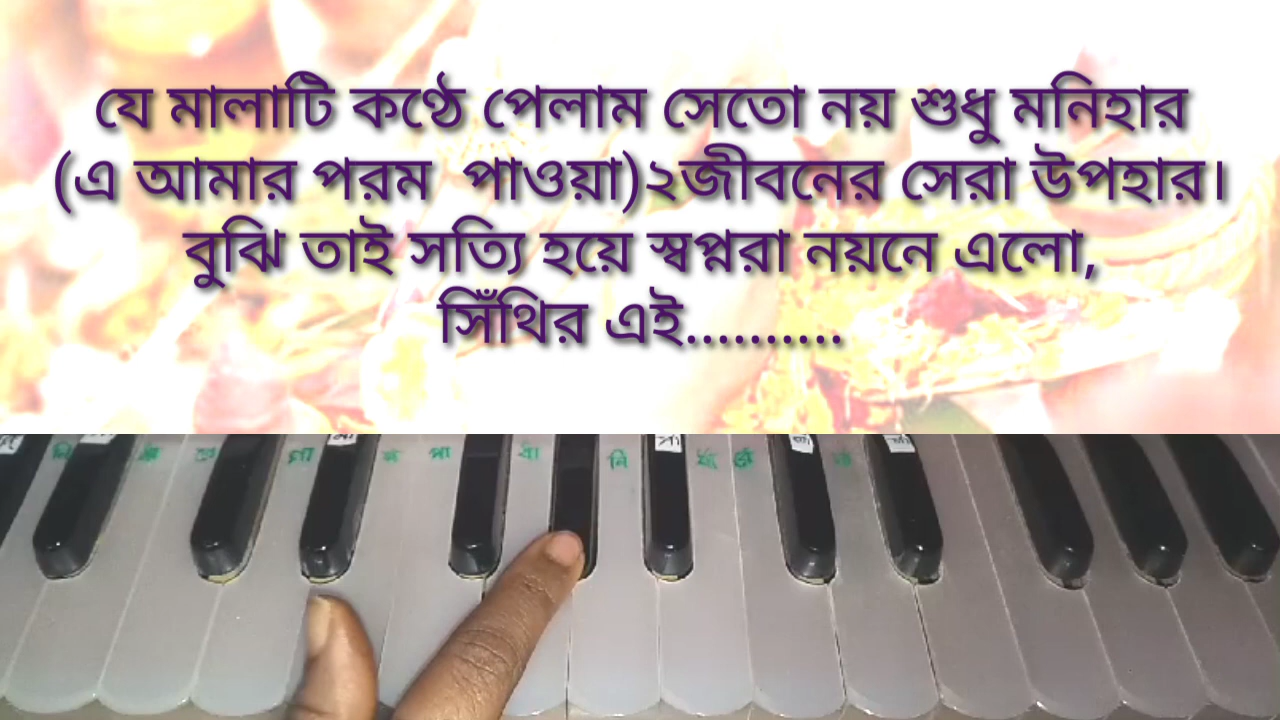 যে মালাটি কণ্ঠে পেলাম সেতো নয় শুধু মনিহার
(এ আমার পরম পাওয়া)২জীবনের সেরা উপহার।
বুঝি তাই সত্যি হয়ে স্বপ্নরা নয়নে এলো,
সিঁথির এই..........
মা পা ধা নি